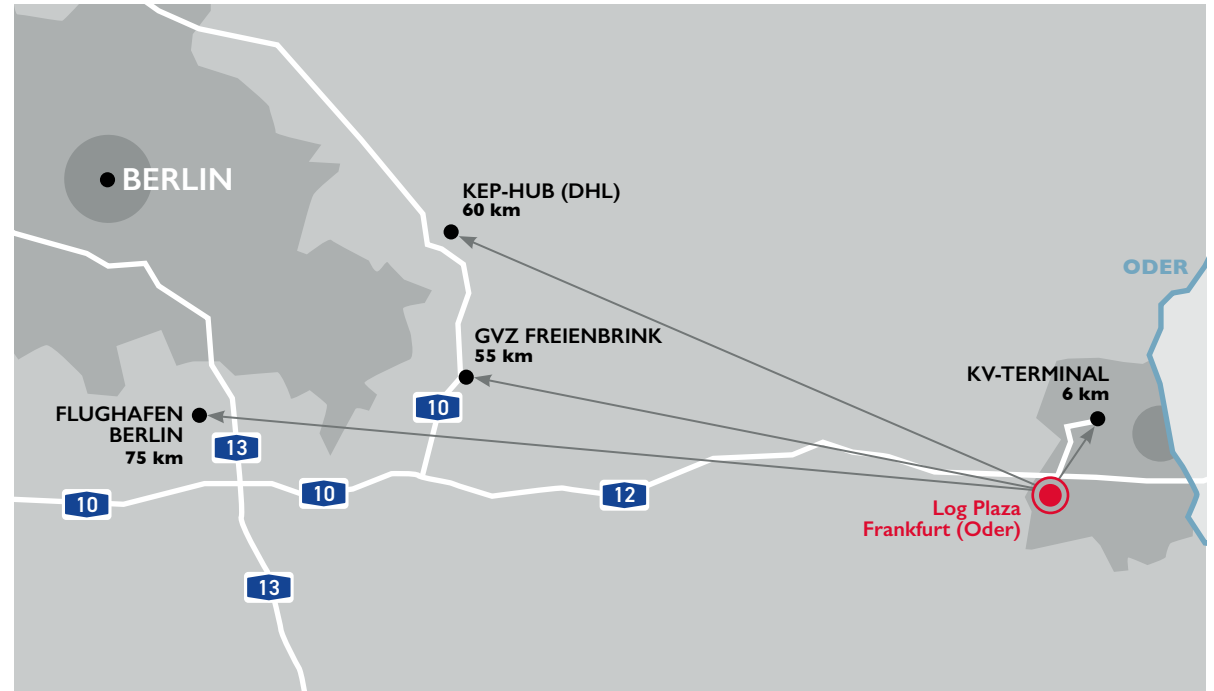 BERLIN
KEP-HUB (DHL)
60 km
ODER
GVZ FREIENBRINK
55 km
KV-TERMINAL
6 km
10
FLUGHAFEN
BERLIN
75 km
13
10
10
12
Log Plaza
Frankfurt (Oder)
13